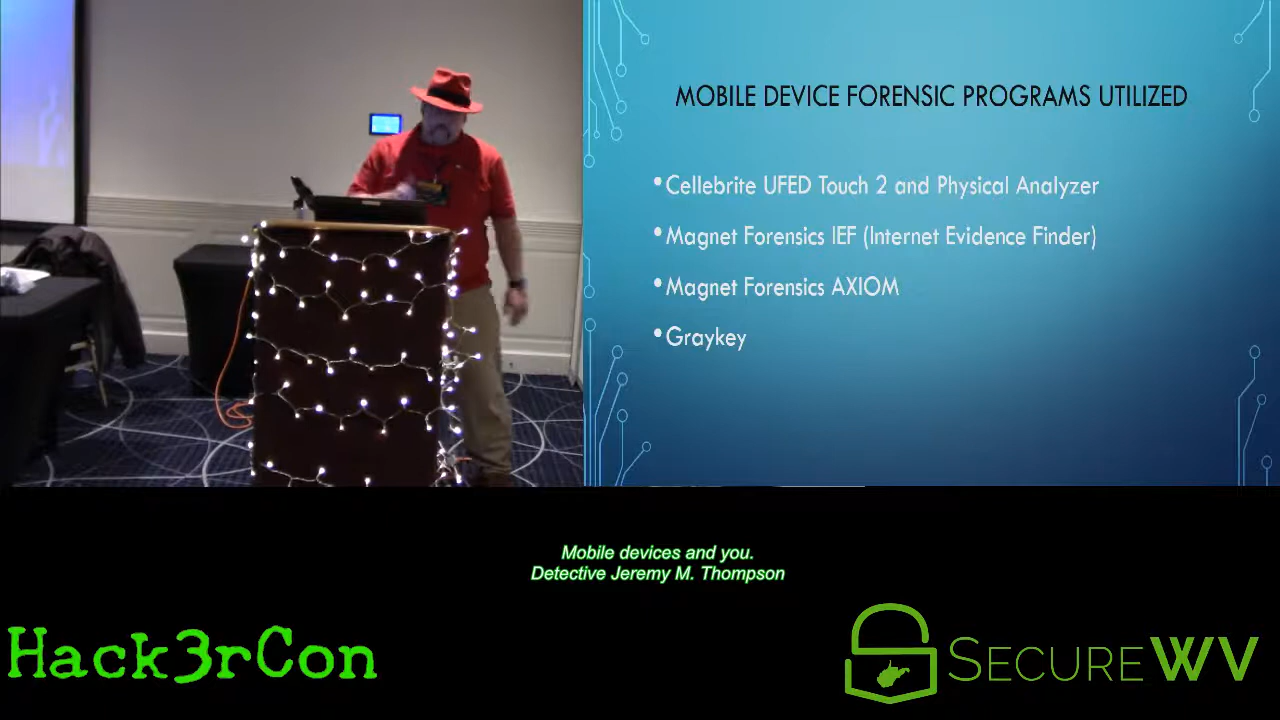 MOBILE DEVICE FORENSIC PROGRAMS UTILIZED
•Cellebrite UFED Touch 2 and Physical Analyzer
•Magnet Forensics IEF (Internet Evidence Finder)
•Magnet Forensics AXIOM
•Graykey
Mobile devices and you.
Detective Jeremy M. Thompson
Hack3rCon
SECUREWV